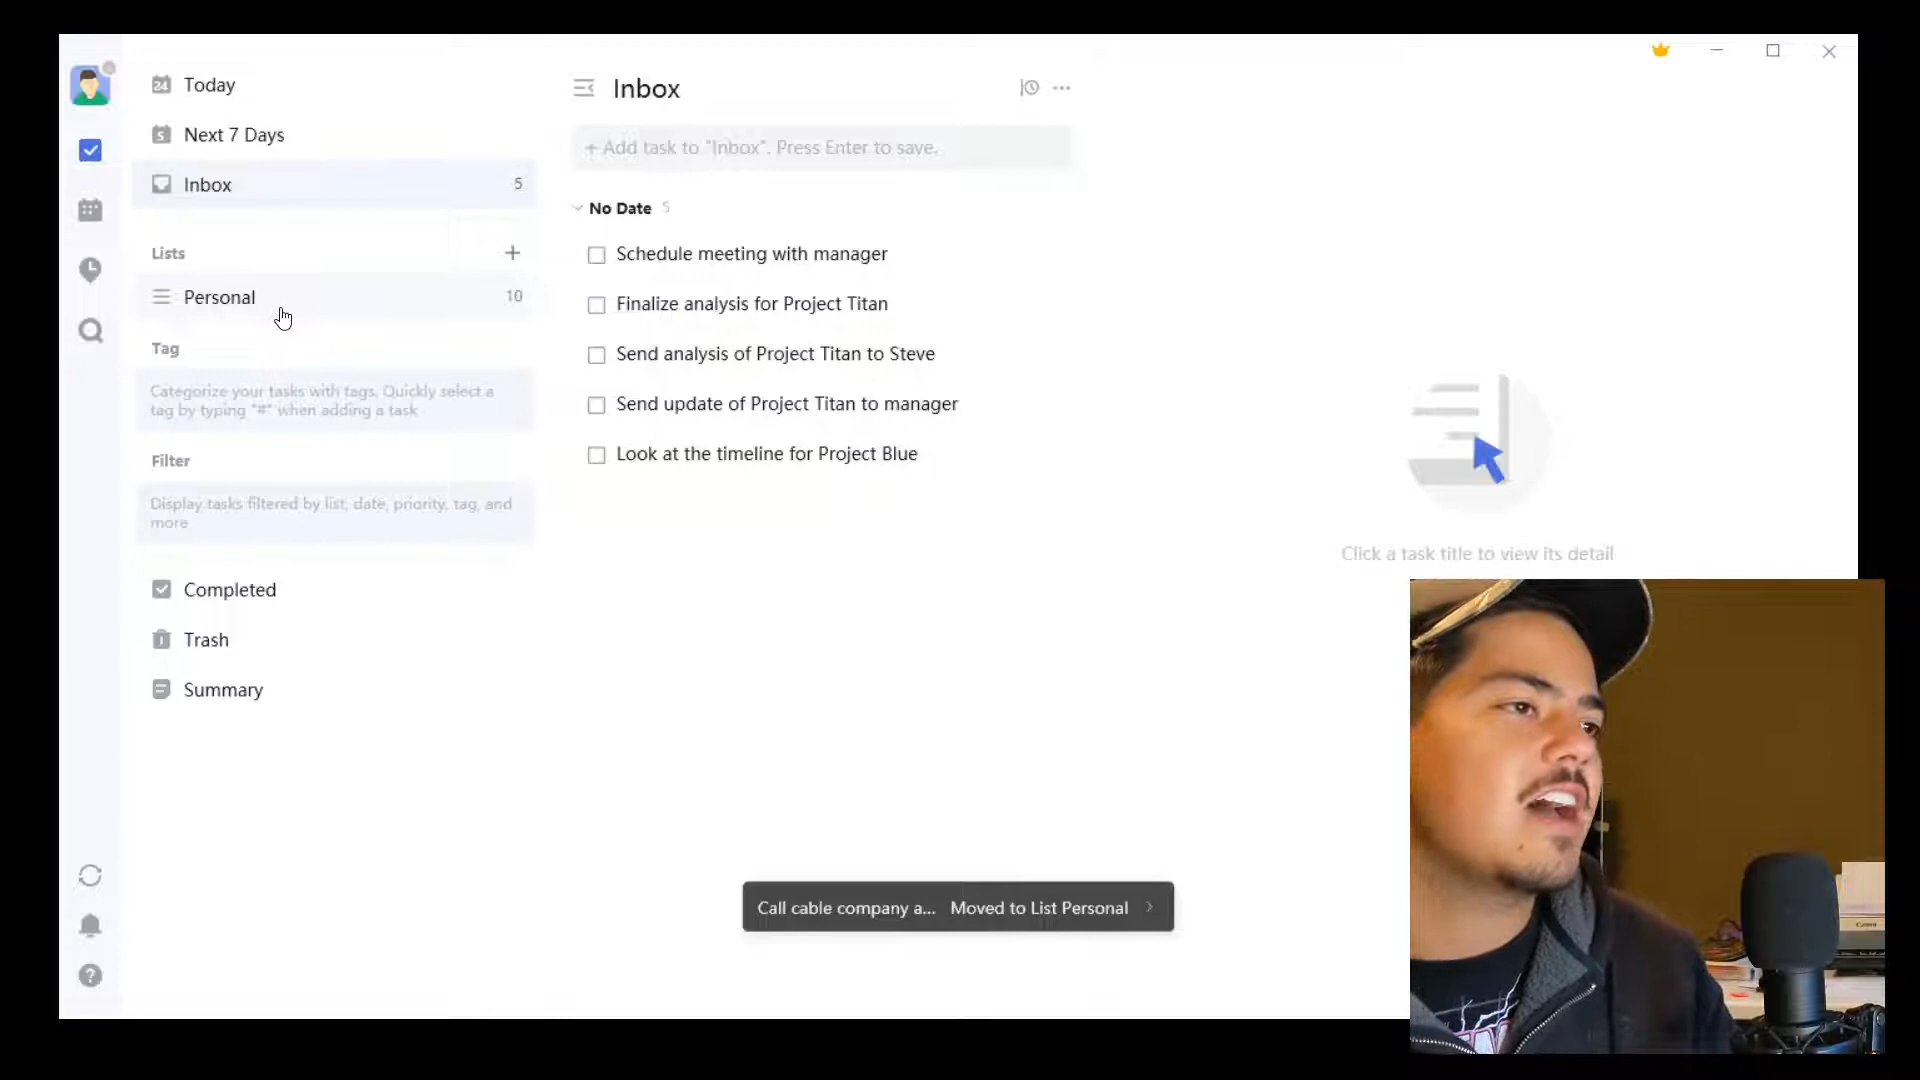 24 Today
S Next 7 Days
Inbox 5
Lists +
Personal 10
Tag
Categorize your tasks with tags. Quickly select a
tag by typing "#" when adding a task
Filter
Display tasks filtered by list, date, priority, tag, and
more
Completed
Trash
Summary
?
Inbox
+ Add task to "Inbox". Press Enter to save.
No Date 5
Schedule meeting with manager
Finalize analysis for Project Titan
Send analysis of Project Titan to Steve
Send update of Project Titan to manager
Look at the timeline for Project Blue
Click a task title to view its detail
Call cable company a... Moved to List Personal >
Canon